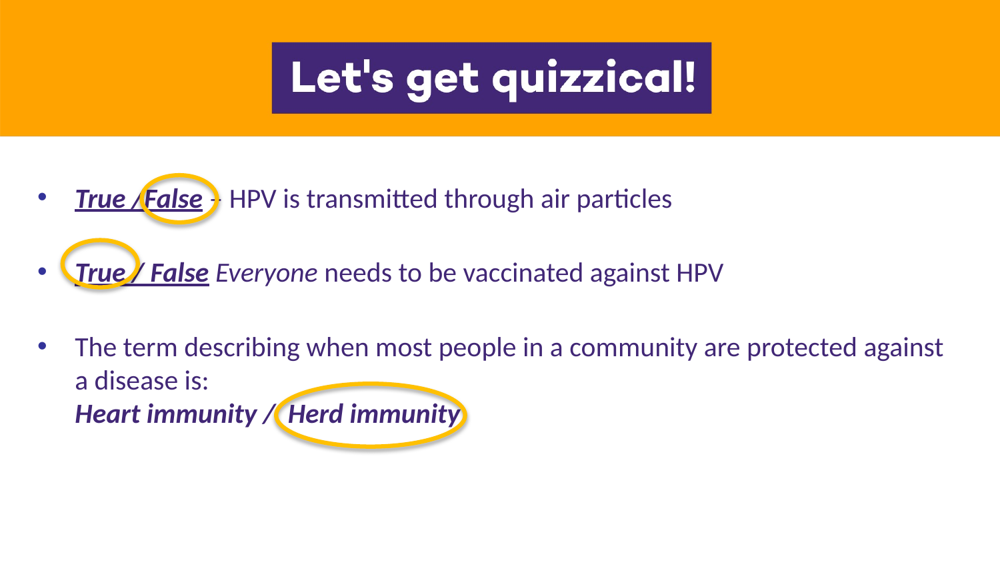 Let's get quizzical!
• True / False – HPV is transmitted through air particles
• True / False Everyone needs to be vaccinated against HPV
• The term describing when most people in a community are protected against
a disease is:
Heart immunity / Herd immunity